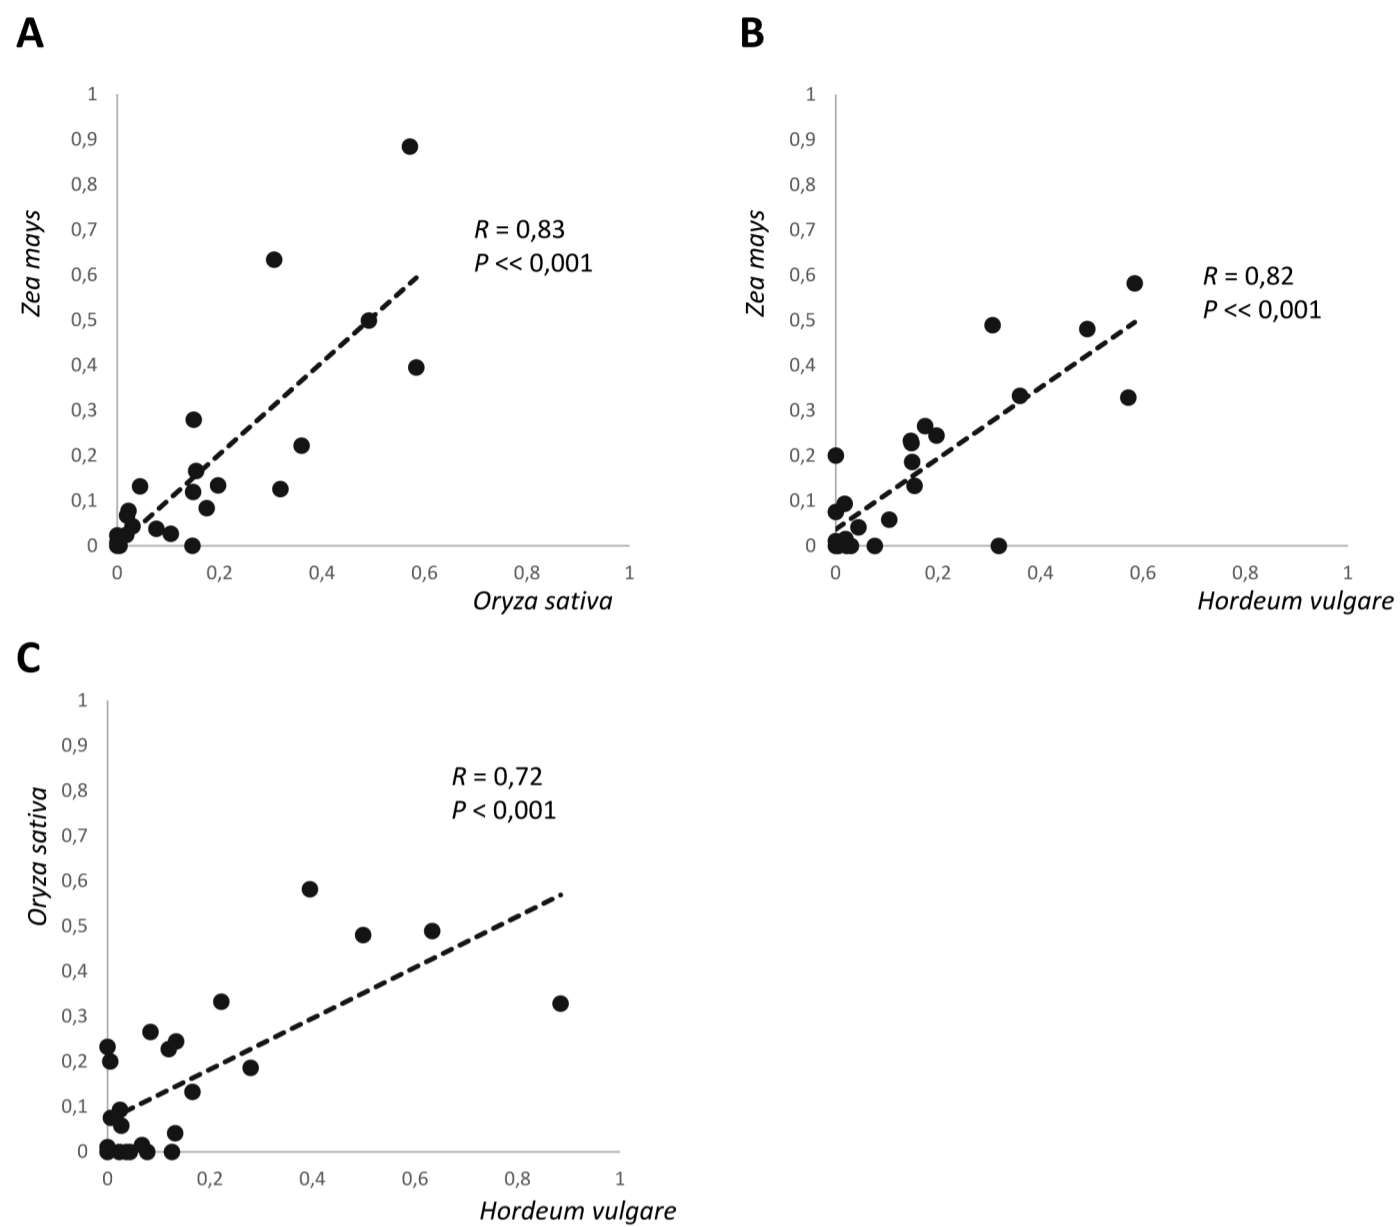 A
1
0,9
0,8
0,7
0,6
0,5
0,4
0,3
0,2
0,1
0
Zea mays
R = 0,83
P << 0,001
0 0,2 0,4 0,6 0,8 1
Oryza sativa
B
1
0,9
0,8
0,7
0,6
0,5
0,4
0,3
0,2
0,1
0
Zea mays
R = 0,82
P << 0,001
0 0,2 0,4 0,6 0,8 1
Hordeum vulgare
C
1
0,9
0,8
0,7
0,6
0,5
0,4
0,3
0,2
0,1
0
Oryza sativa
R = 0,72
P < 0,001
0 0,2 0,4 0,6 0,8 1
Hordeum vulgare